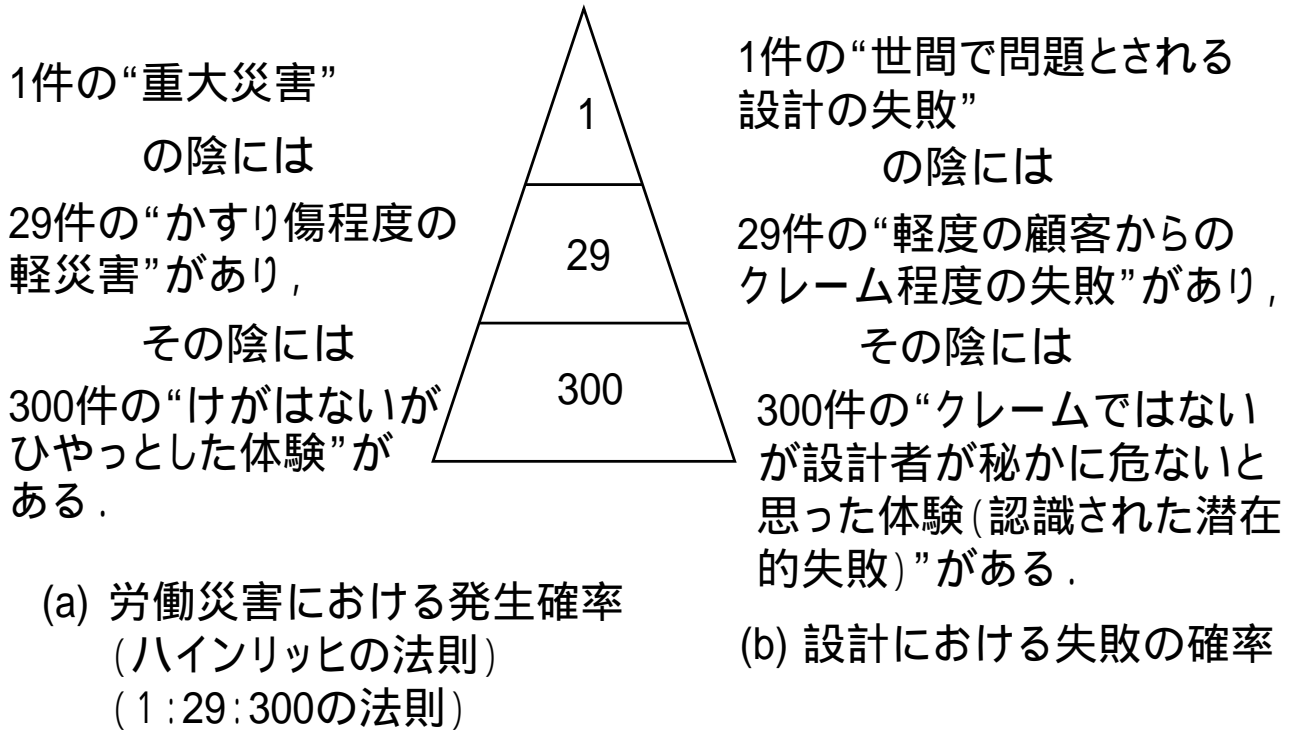 1件の“重大災害”
の陰には
29件の“かすり傷程度の
軽災害”があり,
その陰には
300件の“けがはないが
ひやっとした体験”が
ある.
(a) 労働災害における発生確率
(ハインリッヒの法則)
(1:29:300の法則)
1
29
300
1件の“世間で問題とされる
設計の失敗”
の陰には
29件の“軽度の顧客からの
クレーム程度の失敗”があり,
その陰には
300件の“クレームではない
が設計者が秘かに危ないと
思った体験(認識された潜在
的失敗)”がある.
(b) 設計における失敗の確率